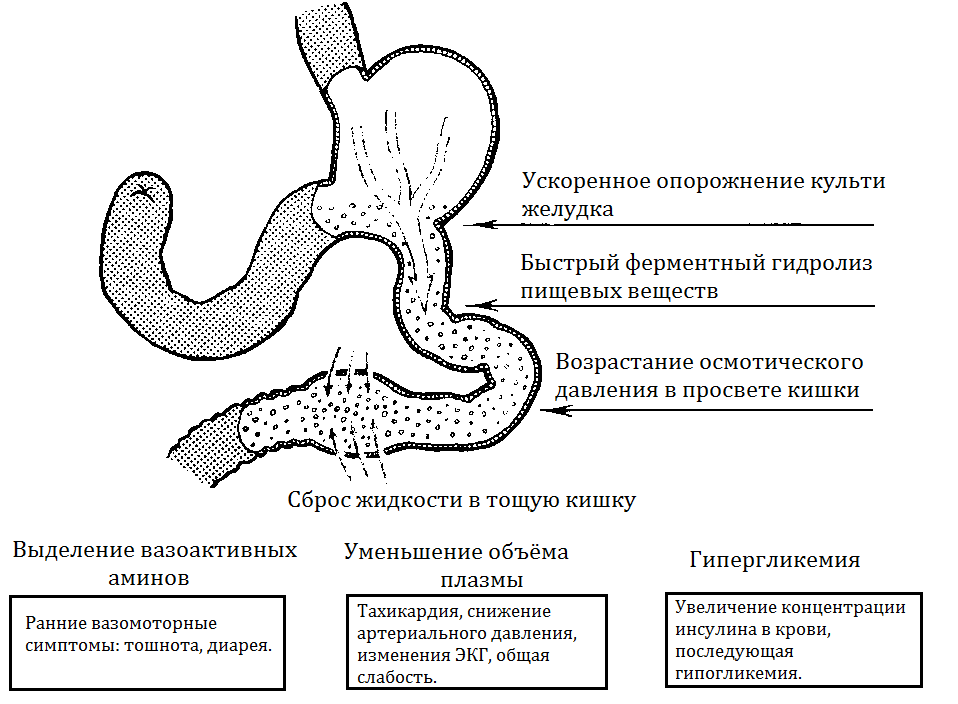 Ускоренное опорожнение культи
желудка
Быстрый ферментный гидролиз
пищевых веществ
Возрастание осмотического
давления в просвете кишки
Сброс жидкости в тощую кишку
Выделение вазоактивных
аминов
Ранние вазомоторные
симптомы: тошнота, диарея.
Уменьшение объёма
плазмы
Тахикардия, снижение
артериального давления,
изменения ЭКГ, общая
слабость.
Гипергликемия
Увеличение концентрации
инсулина в крови,
последующая
гипогликемия.